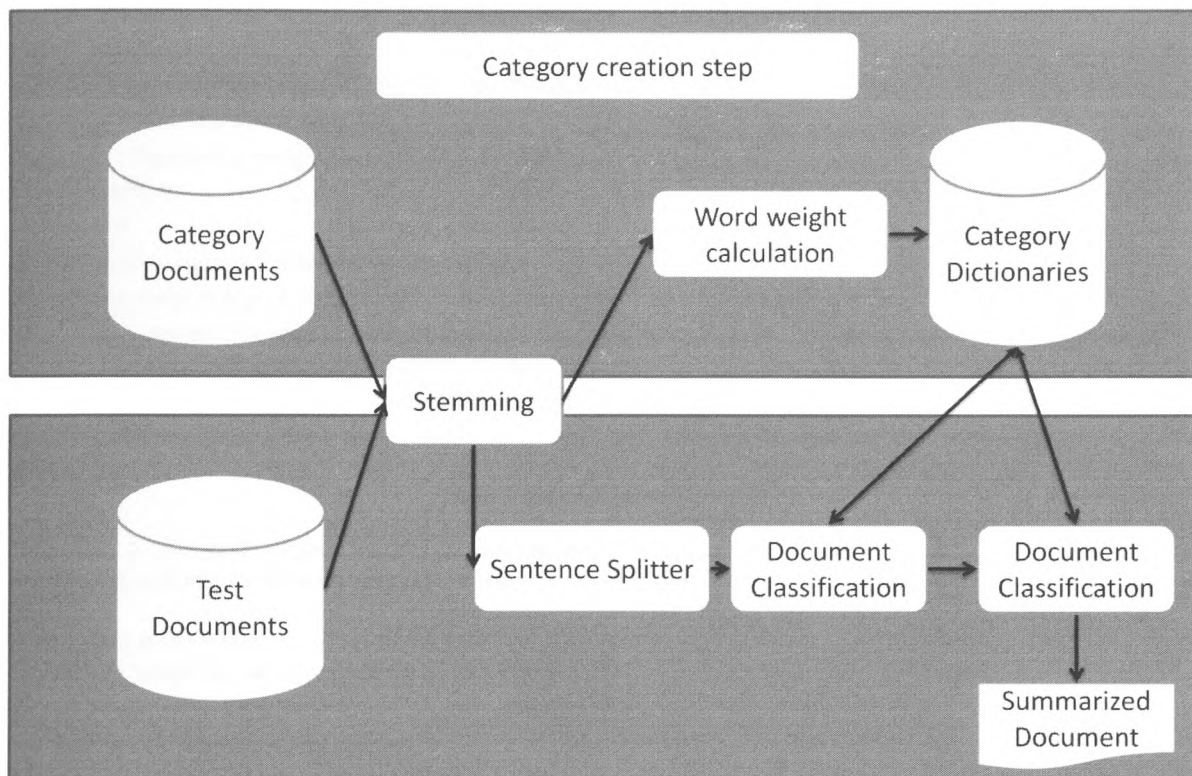 Category creation step
Category
Documents
Word weight
calculation
Category
Dictionaries
Stemming
Test
Documents
Sentence Splitter
Document
Classification
Document
Classification
Summarized
Document